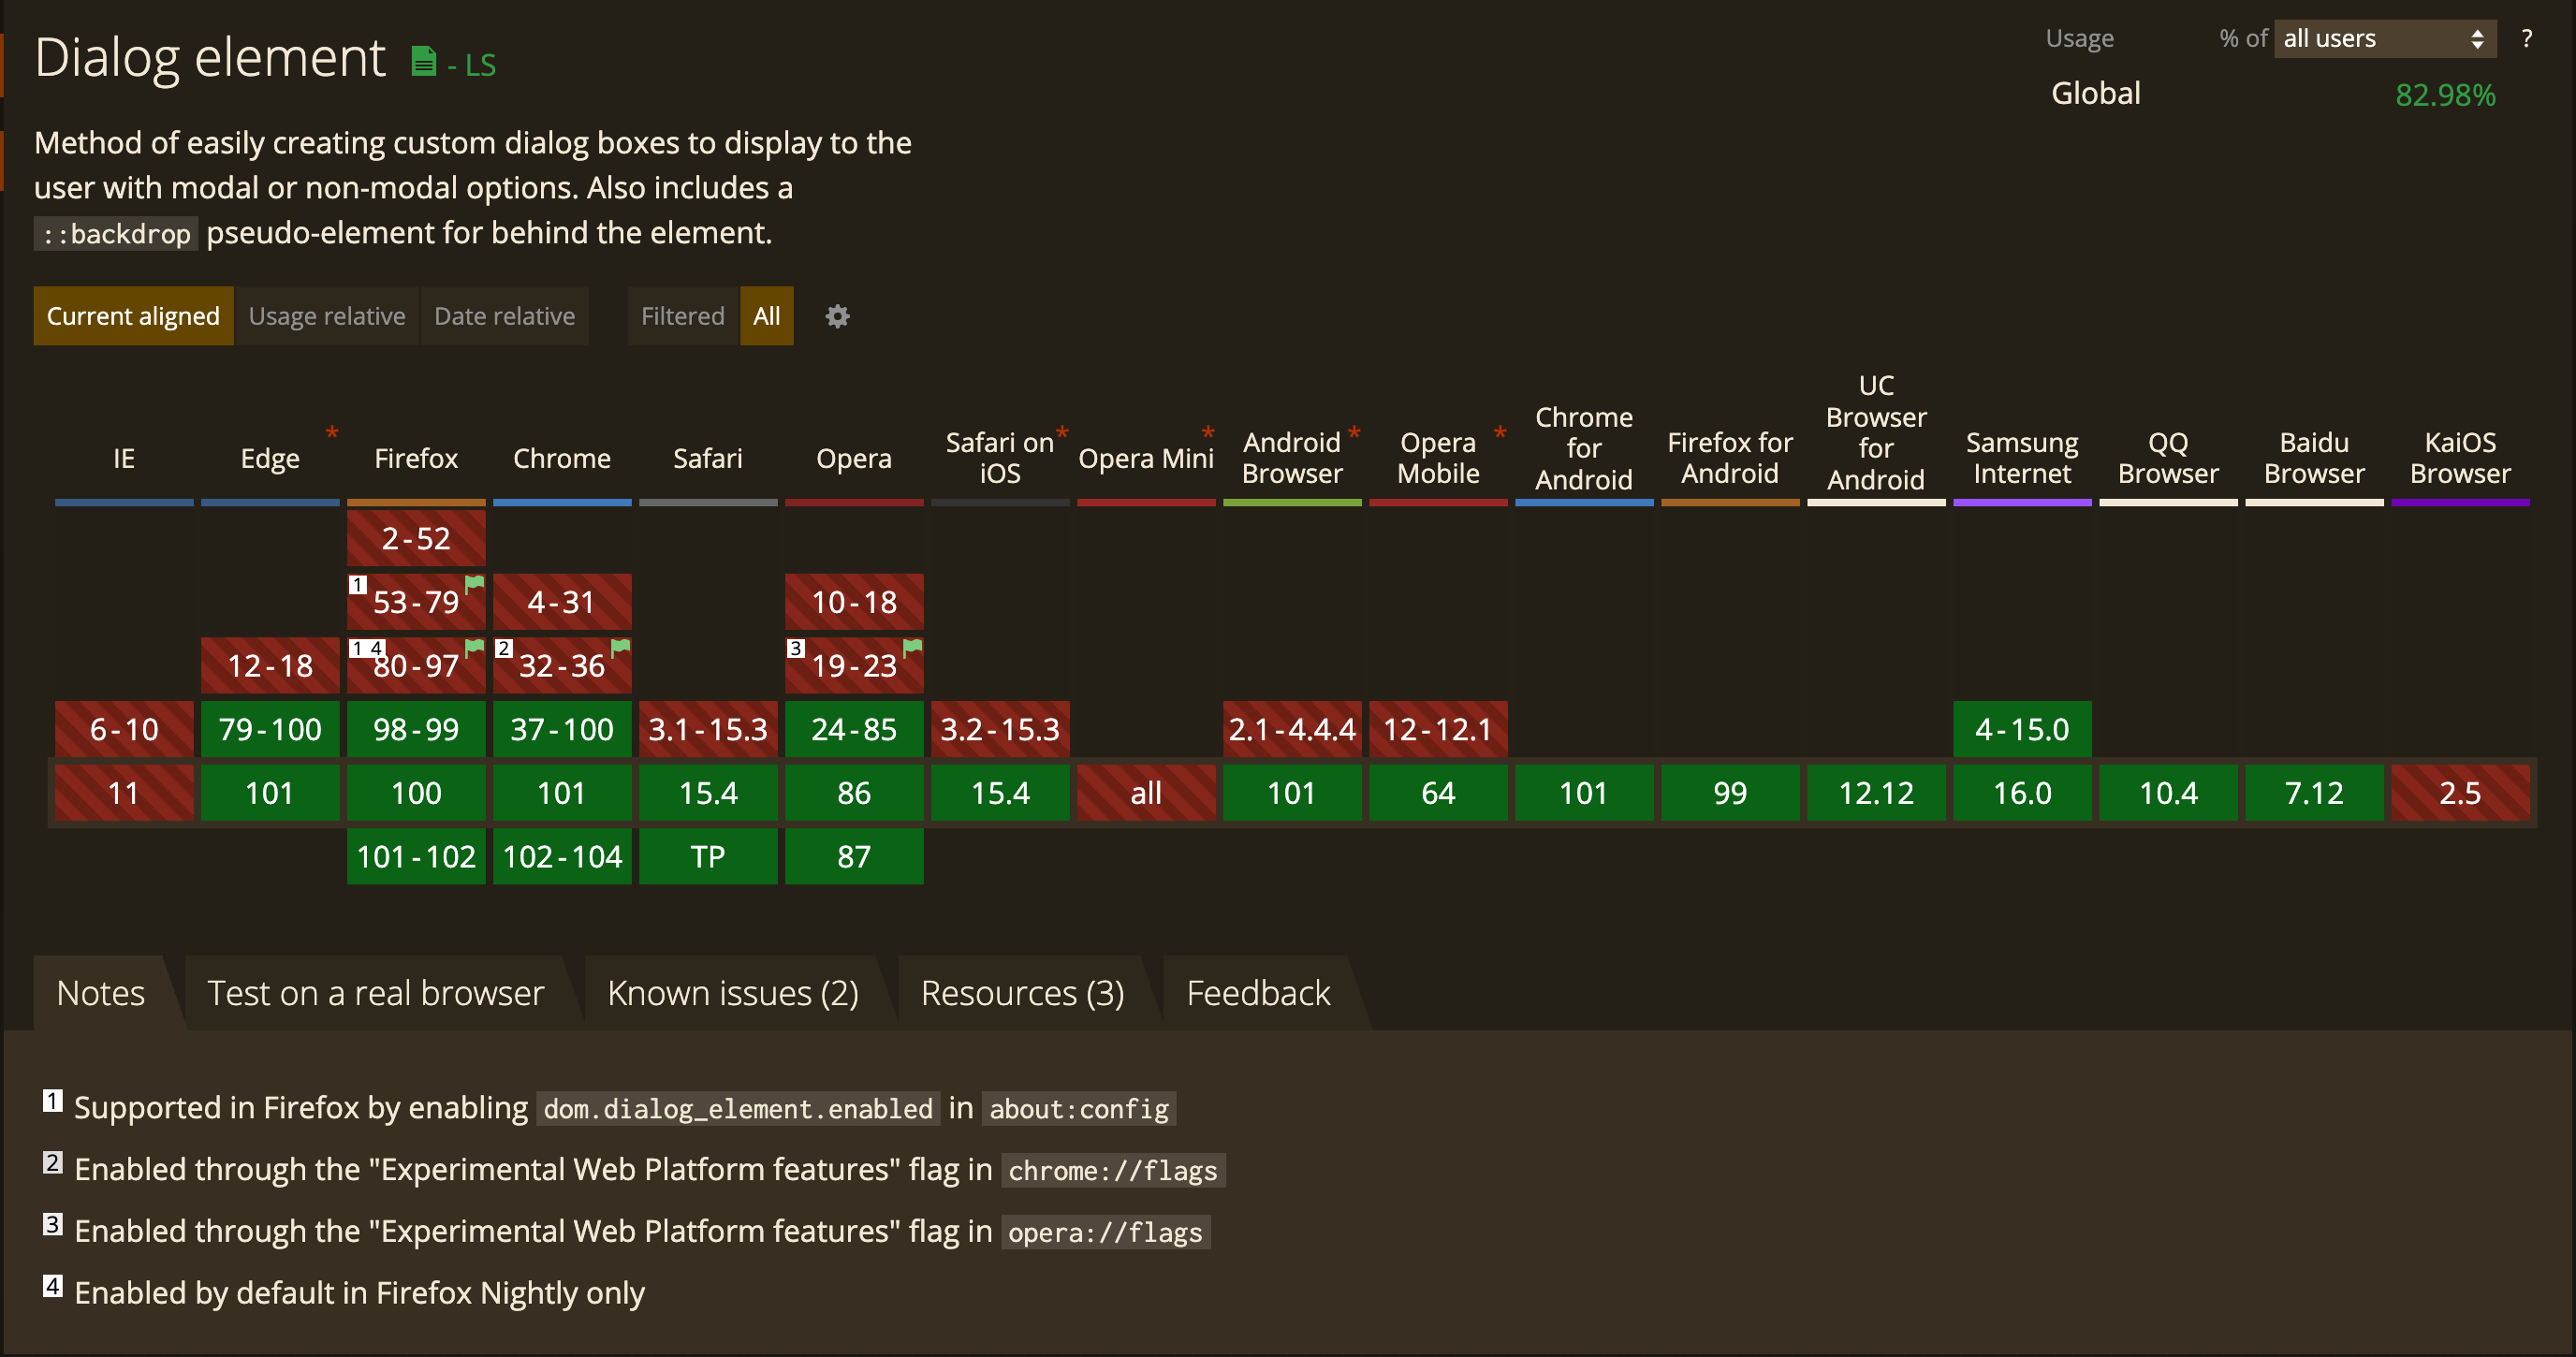 Dialog element - LS
Usage % of all users ?
Global 82.98%
Method of easily creating custom dialog boxes to display to the
user with modal or non-modal options. Also includes a
::backdrop pseudo-element for behind the element.
Current aligned Usage relative Date relative Filtered All
IE
Edge *
Firefox
Chrome
Safari
Opera
Safari on *
iOS
Opera Mini *
Android *
Browser
Opera *
Mobile
Chrome
for
Android
Firefox for
Android
UC
Browser
for
Android
Samsung
Internet
QQ
Browser
Baidu
Browser
KaiOS
Browser
2-52
1 53-79 4-31 10-18
12-18 1 4 80-97 2 32-36 3 19-23
6-10 79-100 98-99 37-100 3.1-15.3 24-85 3.2-15.3 2.1-4.4.4 12-12.1 4-15.0
11 101 100 101 15.4 86 15.4 all 101 64 101 99 12.12 16.0 10.4 7.12 2.5
101-102 102-104 TP 87
Notes Test on a real browser Known issues (2) Resources (3) Feedback
1 Supported in Firefox by enabling dom.dialog_element.enabled in about:config
2 Enabled through the "Experimental Web Platform features" flag in chrome://flags
3 Enabled through the "Experimental Web Platform features" flag in opera://flags
4 Enabled by default in Firefox Nightly only